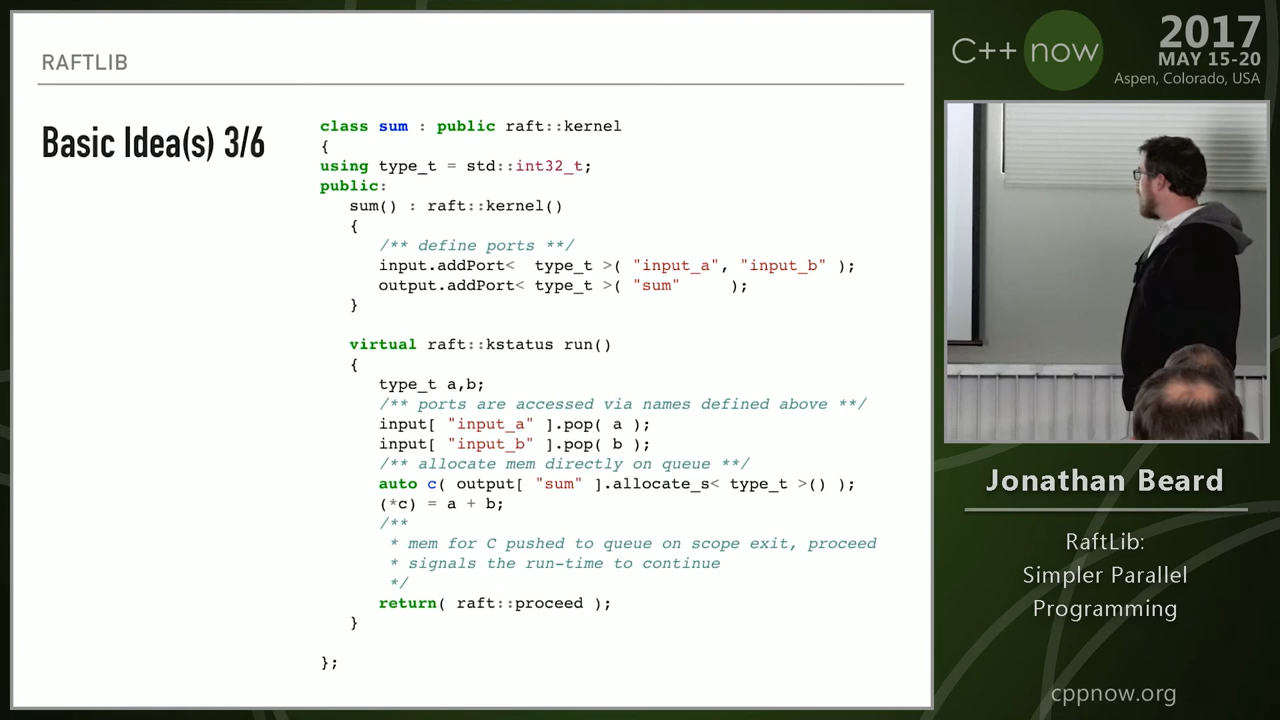 RAFTLIB
Basic Idea(s) 3/6
class sum : public raft::kernel
{
using type_t = std::int32_t;
public:
   sum() : raft::kernel()
   {
      /** define ports **/
      input.addPort<  type_t >( "input_a", "input_b" );
      output.addPort< type_t >( "sum"     );
   }
   virtual raft::kstatus run()
   {
      type_t a,b;
      /** ports are accessed via names defined above **/
      input[ "input_a" ].pop( a );
      input[ "input_b" ].pop( b );
      /** allocate mem directly on queue **/
      auto c( output[ "sum" ].allocate_s< type_t >() );
      (*c) = a + b;
      /**
       * mem for C pushed to queue on scope exit, proceed
       * signals the run-time to continue
       */
      return( raft::proceed );
   }
};
C++ now
2017
MAY 15-20
Aspen, Colorado, USA
Jonathan Beard
RaftLib:
Simpler Parallel
Programming
cppnow.org